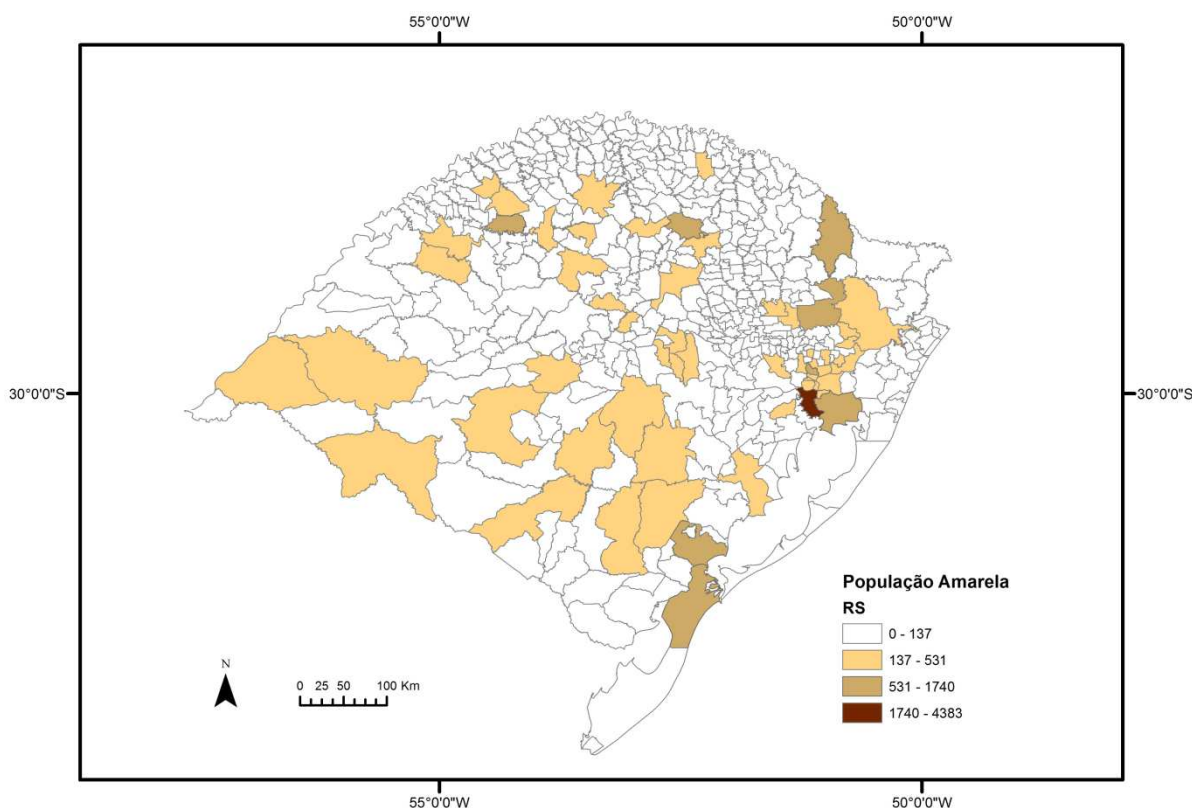 55°0'0"W 50°0'0"W
30°0'0"S 30°0'0"S
População Amarela
RS
0 - 137
137 - 531
531 - 1740
1740 - 4383
N
0 25 50 100 Km
55°0'0"W 50°0'0"W